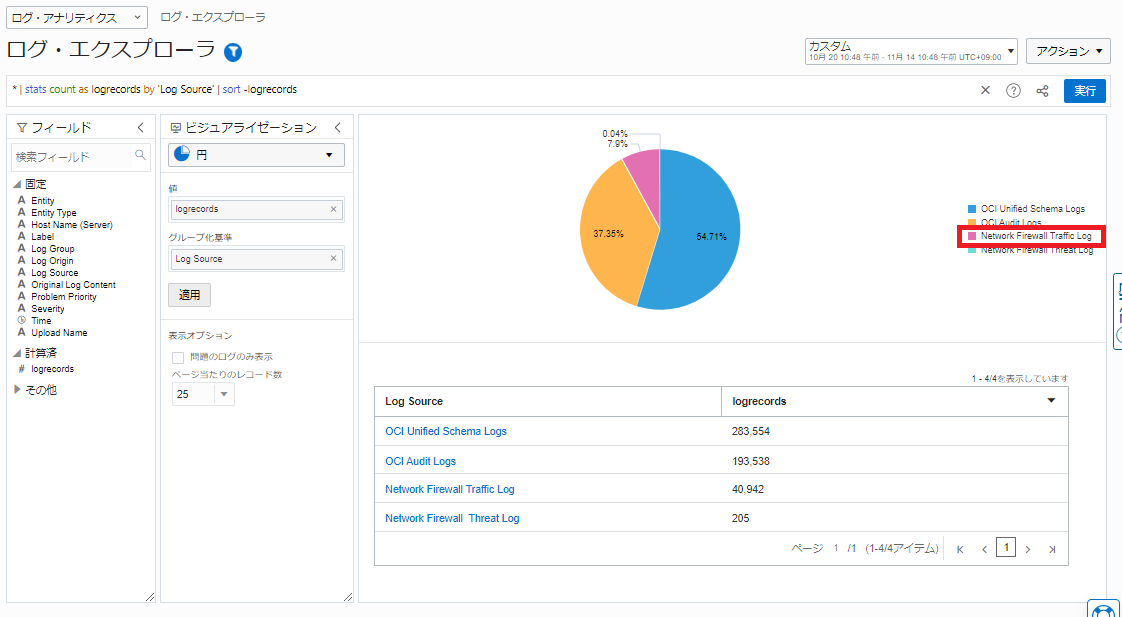 ログ・アナリティクス ログ・エクスプローラ
ログ・エクスプローラ
カスタム
10月 20 10:48 午前 - 11月 14 10:48 午前 UTC+09:00
アクション
* | stats count as logrecords by 'Log Source' | sort -logrecords
実行
フィールド
検索フィールド
固定
Entity
Entity Type
Host Name (Server)
Label
Log Group
Log Origin
Log Source
Original Log Content
Problem Priority
Severity
Time
Upload Name
計算済
# logrecords
その他
ビジュアライゼーション
円
値
logrecords
グループ化基準
Log Source
適用
表示オプション
問題のログのみ表示
ページ当たりのレコード数
25
0.04%
7.9%
37.35%
54.71%
OCI Unified Schema Logs
OCI Audit Logs
Network Firewall Traffic Log
Network Firewall Threat Log
1 - 4/4を表示しています
Log Source logrecords
OCI Unified Schema Logs 283,554
OCI Audit Logs 193,538
Network Firewall Traffic Log 40,942
Network Firewall Threat Log 205
ページ 1 /1 (1-4/4アイテム) 1